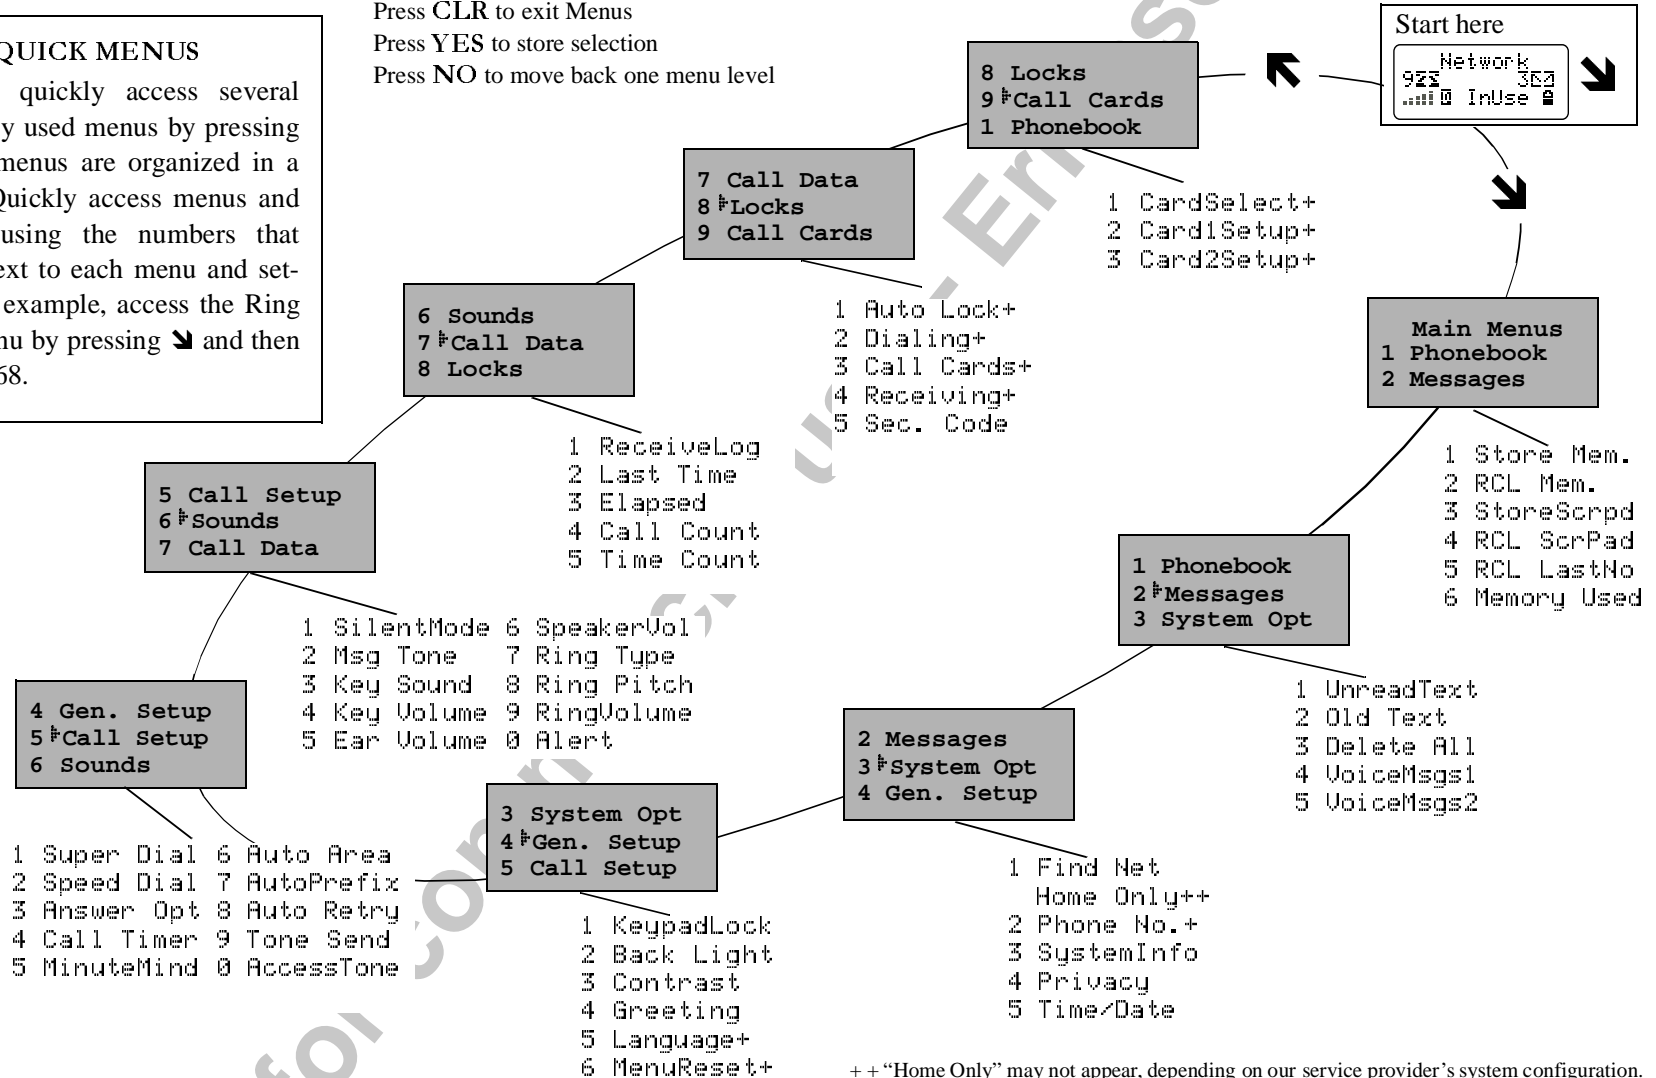 Press CLR to exit Menus
Press YES to store selection
Press NO to move back one menu level
QUICK MENUS
quickly access several
y used menus by pressing
menus are organized in a
Quickly access menus and
using the numbers that
ext to each menu and set-
example, access the Ring
nu by pressing and then
68.
Start here
Network
InUse
8 Locks
9 Call Cards
1 Phonebook
1 CardSelect+
2 Card1Setup+
3 Card2Setup+
7 Call Data
8 Locks
9 Call Cards
1 Auto Lock+
2 Dialing+
3 Call Cards+
4 Receiving+
5 Sec. Code
6 Sounds
7 Call Data
8 Locks
1 ReceiveLog
2 Last Time
3 Elapsed
4 Call Count
5 Time Count
5 Call Setup
6 Sounds
7 Call Data
1 SilentMode 6 SpeakerVol
2 Msg Tone 7 Ring Type
3 Key Sound 8 Ring Pitch
4 Key Volume 9 RingVolume
5 Ear Volume 0 Alert
4 Gen. Setup
5 Call Setup
6 Sounds
1 Super Dial 6 Auto Area
2 Speed Dial 7 AutoPrefix
3 Answer Opt 8 Auto Retry
4 Call Timer 9 Tone Send
5 MinuteMind 0 AccessTone
3 System Opt
4 Gen. Setup
5 Call Setup
1 KeypadLock
2 Back Light
3 Contrast
4 Greeting
5 Language+
6 MenuReset+
2 Messages
3 System Opt
4 Gen. Setup
1 Find Net
Home Only++
2 Phone No.+
3 SystemInfo
4 Privacy
5 Time/Date
1 Phonebook
2 Messages
3 System Opt
1 UnreadText
2 Old Text
3 Delete All
4 VoiceMsgs1
5 VoiceMsgs2
Main Menus
1 Phonebook
2 Messages
1 Store Mem.
2 RCL Mem.
3 StoreScrpd
4 RCL ScrPad
5 RCL LastNo
6 Memory Used
+ + “Home Only” may not appear, depending on our service provider’s system configuration.